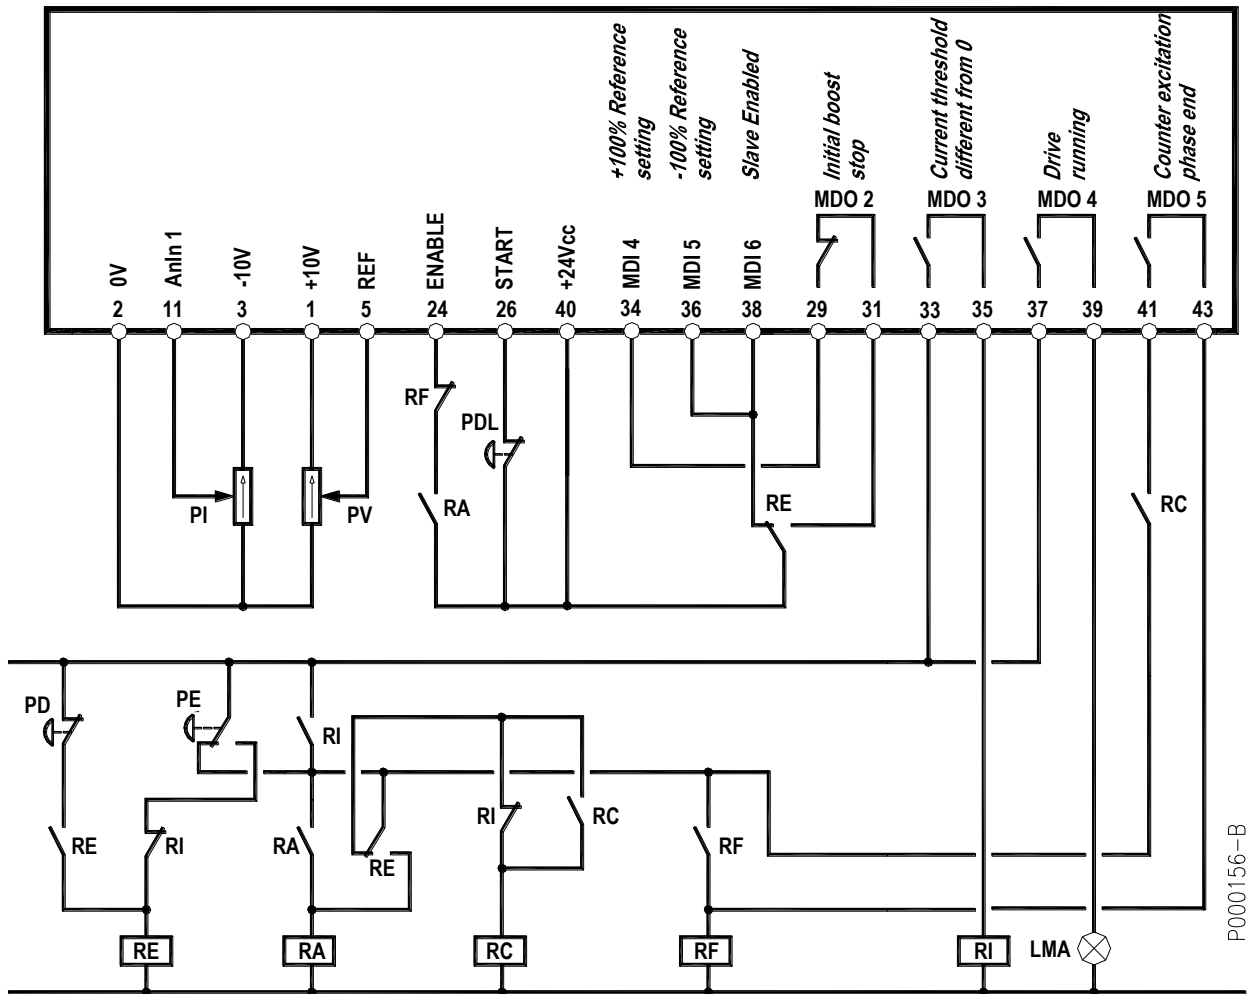 +100% Reference
setting
-100% Reference
setting
Slave Enabled
Initial boost
stop
Current threshold
different from 0
Drive
running
Counter excitation
phase end
MDO 2
MDO 3
MDO 4
MDO 5
0V
AnIn 1
-10V
+10V
REF
ENABLE
START
+24Vcc
MDI 4
MDI 5
MDI 6
2 11 3 1 5 24 26 40 34 36 38 29 31 33 35 37 39 41 43
RF
PDL
PI
PV
RA
RE
RC
PD
PE
RI
RI
RC
RE
RI
RA
RE
RF
RE
RA
RC
RF
RI
LMA
P000156-B